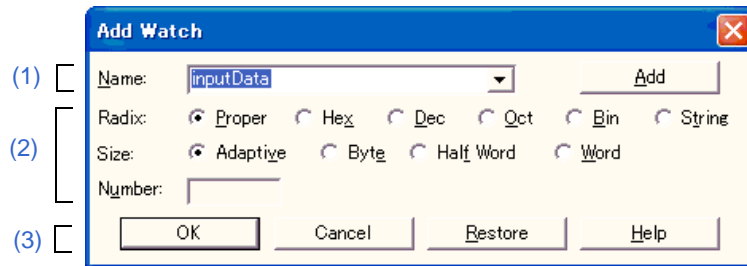 Add Watch
(1) Name: inputData Add
(2) Radix: Proper Hex Dec Oct Bin String
Size: Adaptive Byte Half Word Word
Number:
(3) OK Cancel Restore Help